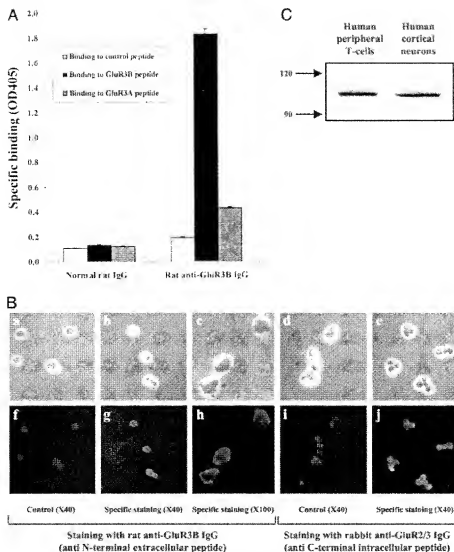 A
2.0
1.8
1.6
1.4
1.2
1.0
0.8
0.6
0.4
0.2
0.0
Specific binding (OD405)
Binding to control peptide
Binding to GluR3B peptide
Binding to GluR3A peptide
Normal rat IgG
Rat anti-GluR3B IgG
C
Human peripheral T-cells
Human cortical neurons
120
90
B
a
b
c
d
e
f
g
h
i
j
Control (X40)
Specific staining (X40)
Specific staining (X100)
Control (X40)
Specific staining (X40)
Staining with rat anti-GluR3B IgG
(anti N-terminal extracellular peptide)
Staining with rabbit anti-GluR2/3 IgG
(anti C-terminal intracellular peptide)